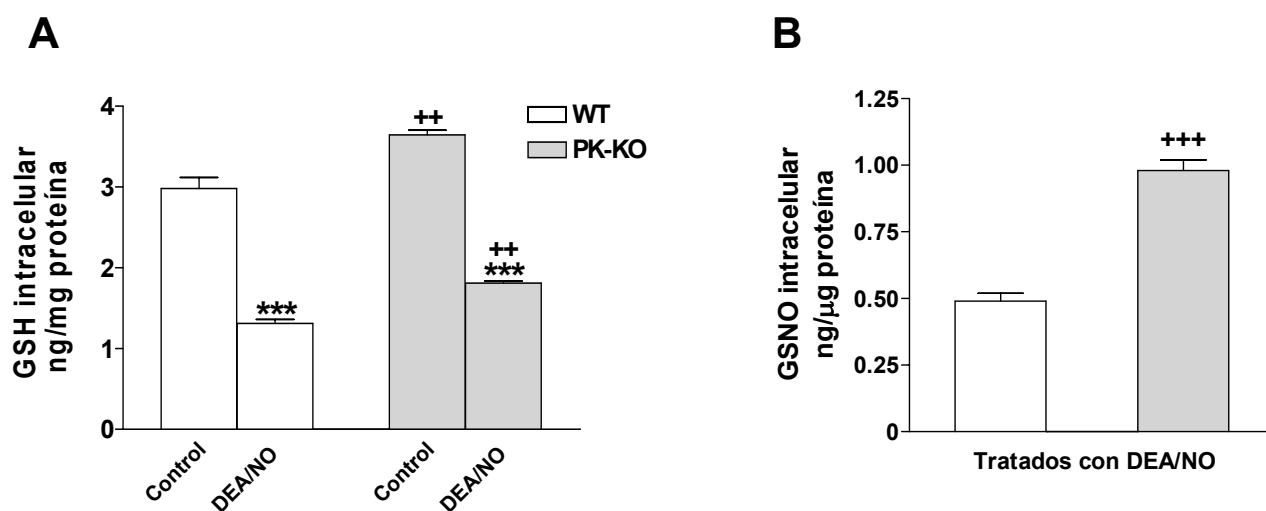 A
GSH intracelular
ng/mg proteína
4
3
2
1
0
***
++
++
***
WT
PK-KO
Control
DEA/NO
Control
DEA/NO
B
GSNO intracelular
ng/µg proteína
1.25
1.00
0.75
0.50
0.25
0
+++
Tratados con DEA/NO